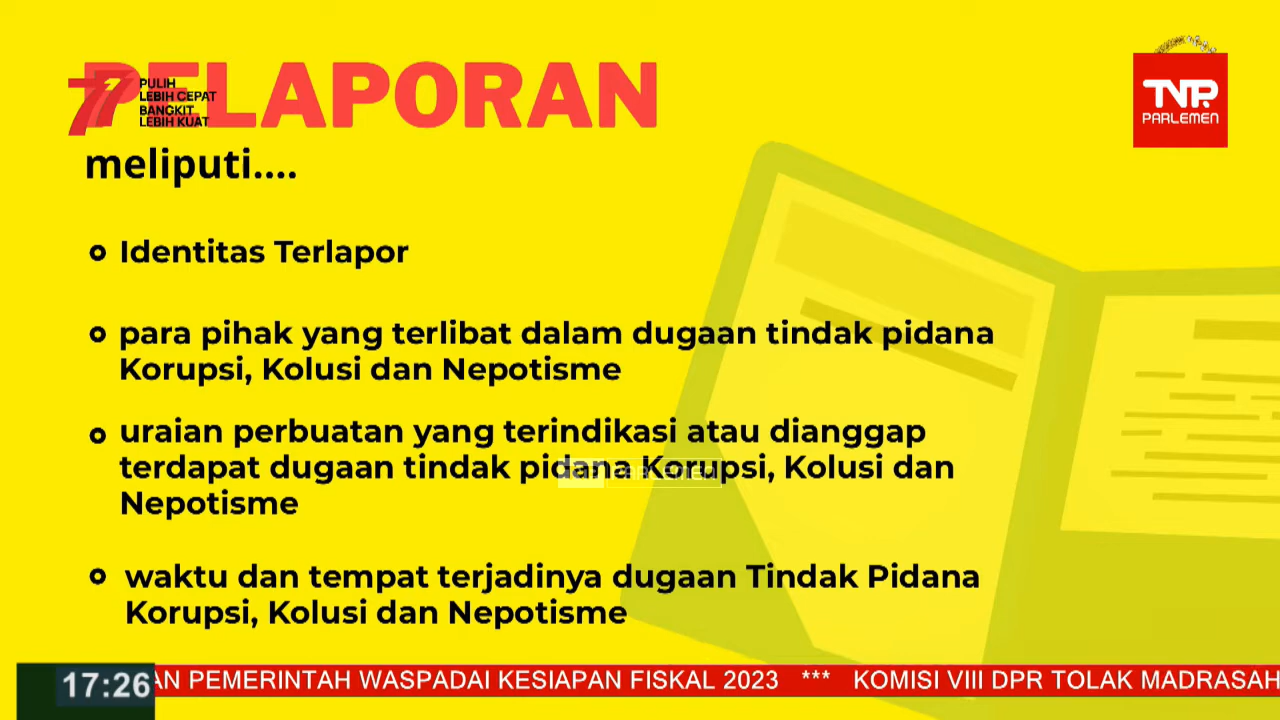 PELAPORAN
77 PULIH
LEBIH CEPAT
BANGKIT
LEBIH KUAT
TVP.
PARLEMEN
meliputi....
Identitas Terlapor
para pihak yang terlibat dalam dugaan tindak pidana
Korupsi, Kolusi dan Nepotisme
uraian perbuatan yang terindikasi atau dianggap
terdapat dugaan tindak pidana Korupsi, Kolusi dan
Nepotisme
PARLEMEN
waktu dan tempat terjadinya dugaan Tindak Pidana
Korupsi, Kolusi dan Nepotisme
17:26
AN PEMERINTAH WASPADAI KESIAPAN FISKAL 2023 *** KOMISI VIII DPR TOLAK MADRASAH